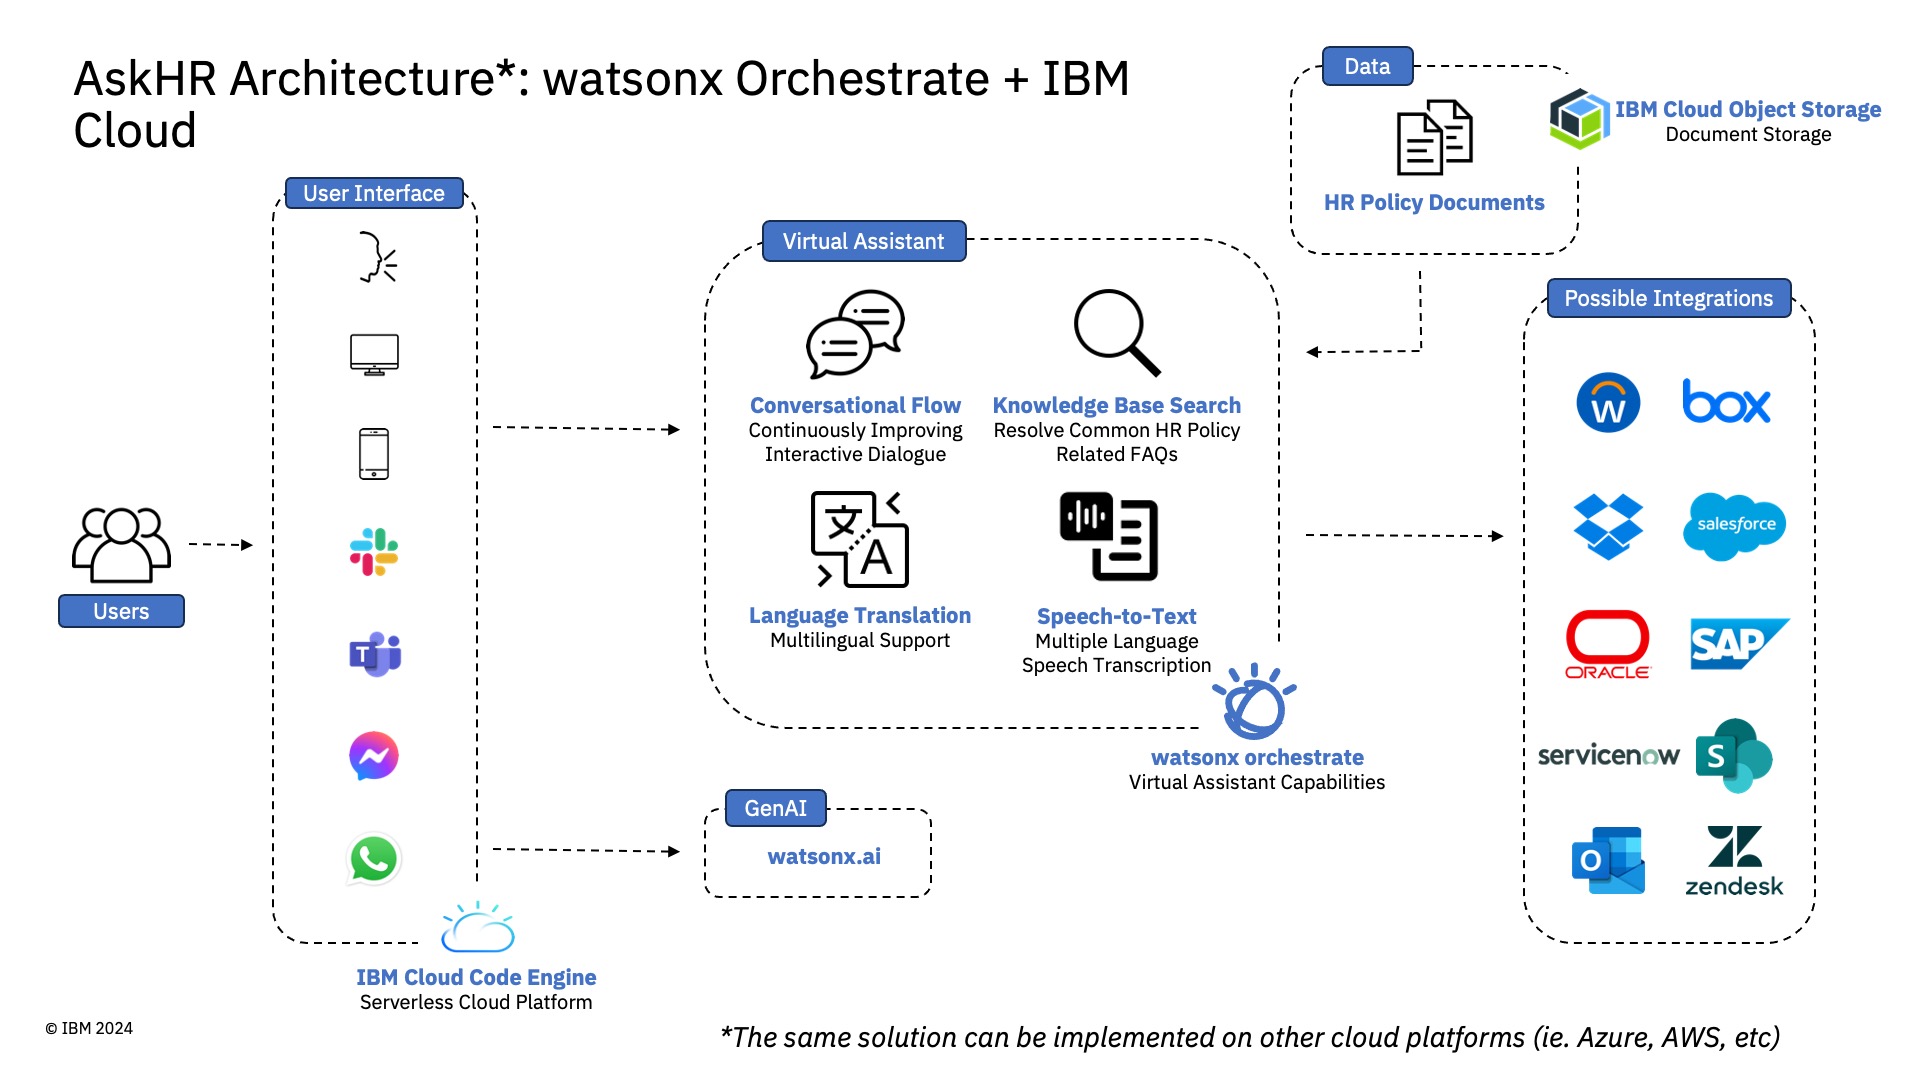 AskHR Architecture*: watsonx Orchestrate + IBM
Cloud
Data
IBM Cloud Object Storage
Document Storage
HR Policy Documents
User Interface
Virtual Assistant
Conversational Flow
Continuously Improving
Interactive Dialogue
Knowledge Base Search
Resolve Common HR Policy
Related FAQs
文
A
Language Translation
Multilingual Support
Speech-to-Text
Multiple Language
Speech Transcription
watsonx orchestrate
Virtual Assistant Capabilities
Possible Integrations
W
box
salesforce
ORACLE
SAP
servicenow
S
O
zendesk
Users
T
GenAI
watsonx.ai
IBM Cloud Code Engine
Serverless Cloud Platform
© IBM 2024
*The same solution can be implemented on other cloud platforms (ie. Azure, AWS, etc)